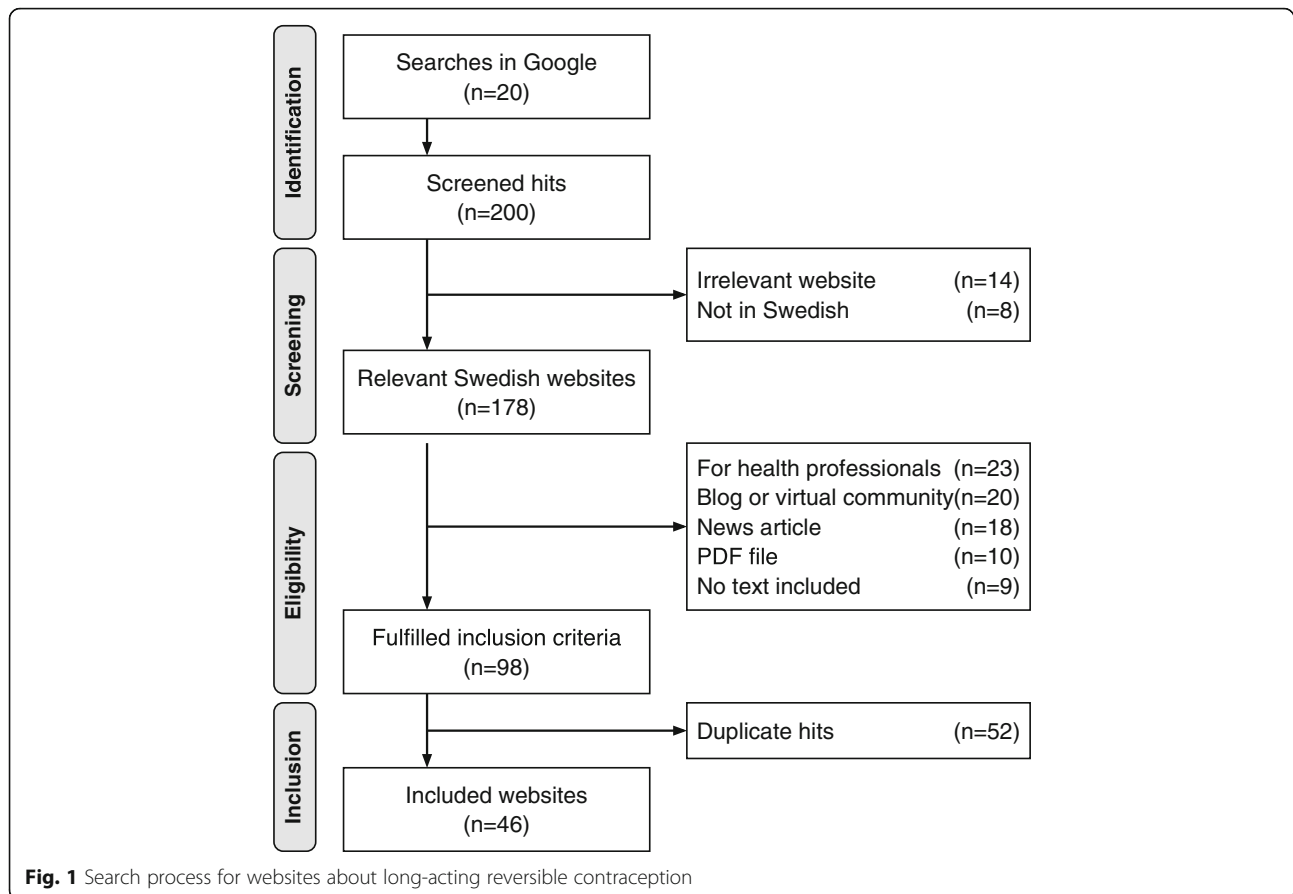 Identification
Searches in Google
(n=20)
Screened hits
(n=200)
Screening
Irrelevant website (n=14)
Not in Swedish (n=8)
Relevant Swedish websites
(n=178)
Eligibility
For health professionals (n=23)
Blog or virtual community(n=20)
News article (n=18)
PDF file (n=10)
No text included (n=9)
Fulfilled inclusion criteria
(n=98)
Inclusion
Duplicate hits (n=52)
Included websites
(n=46)
Fig. 1 Search process for websites about long-acting reversible contraception